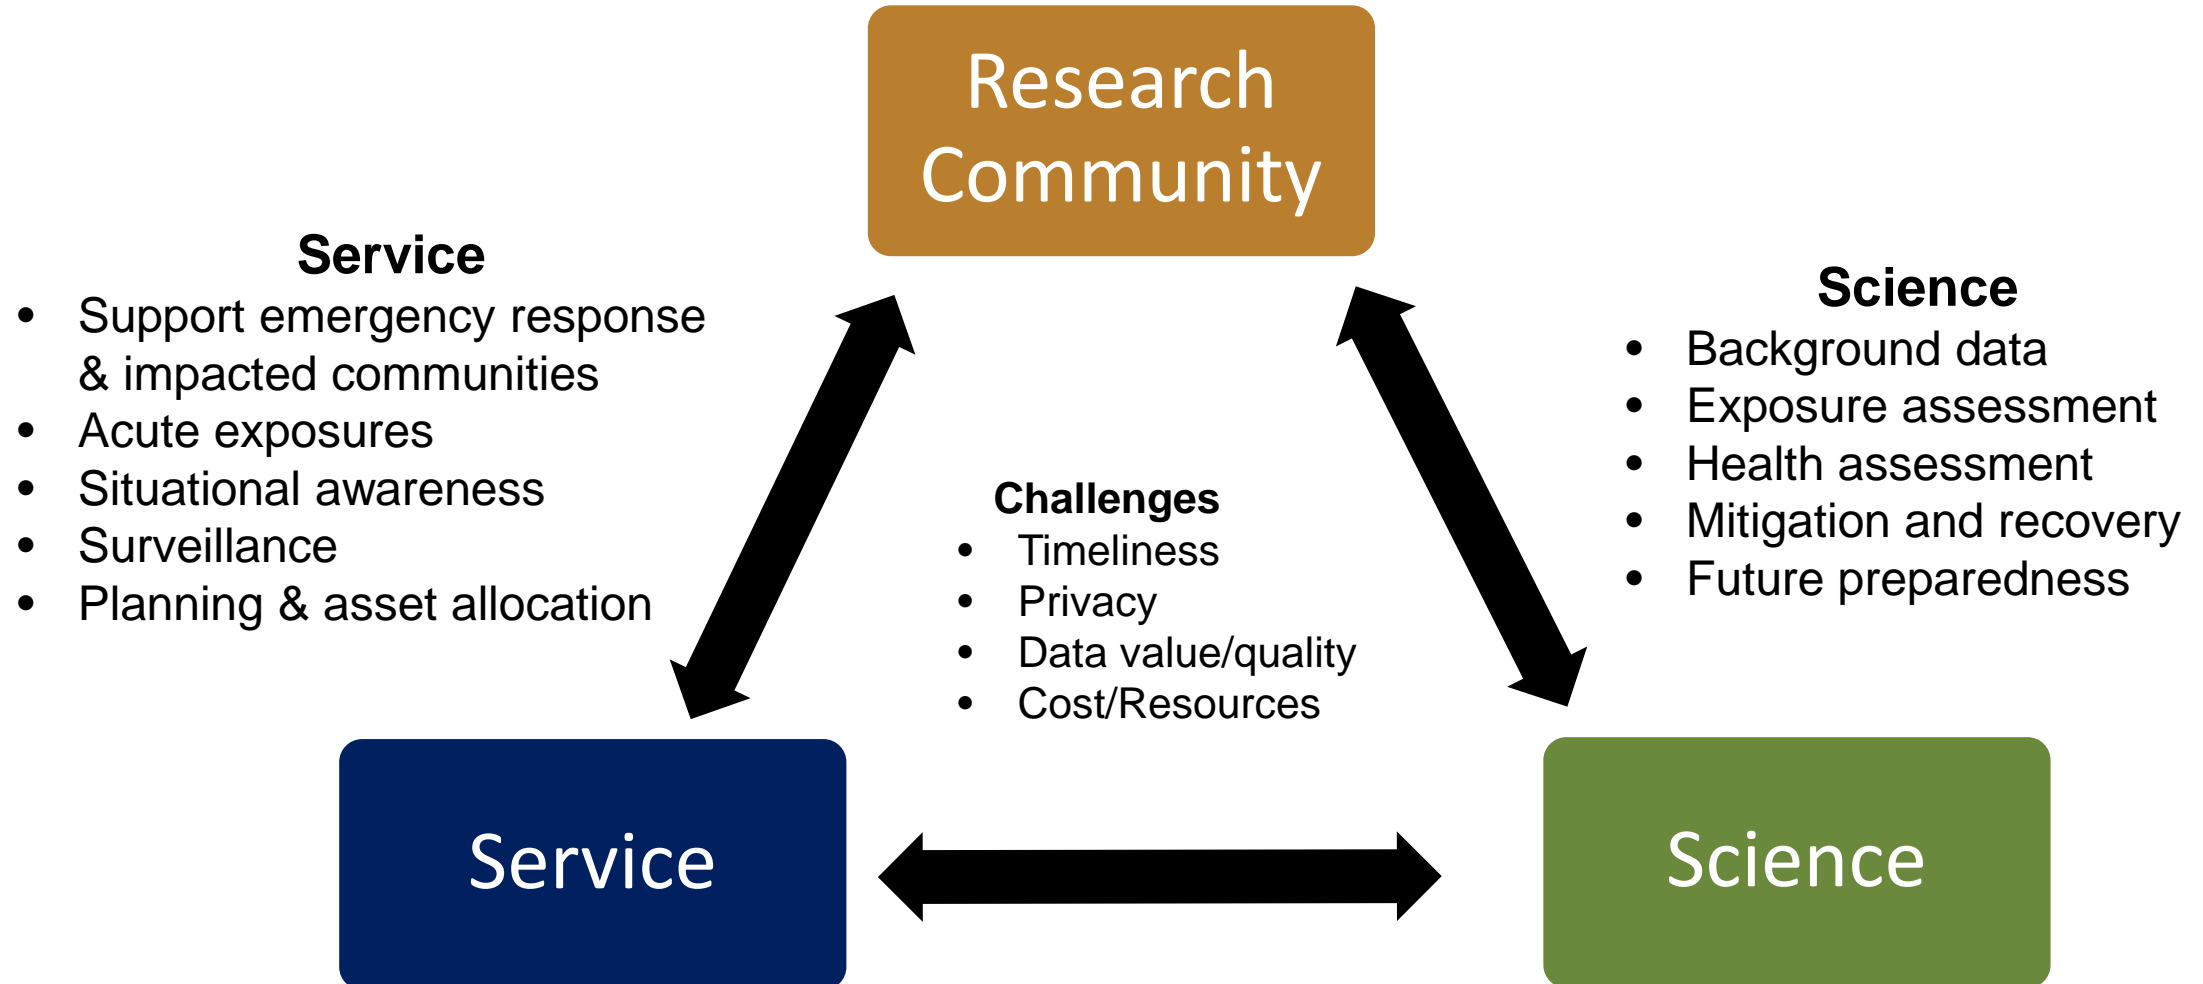 Research
Community
Service
• Support emergency response
& impacted communities
• Acute exposures
• Situational awareness
• Surveillance
• Planning & asset allocation
Science
• Background data
• Exposure assessment
• Health assessment
• Mitigation and recovery
• Future preparedness
Challenges
• Timeliness
• Privacy
• Data value/quality
• Cost/Resources
Service
Science